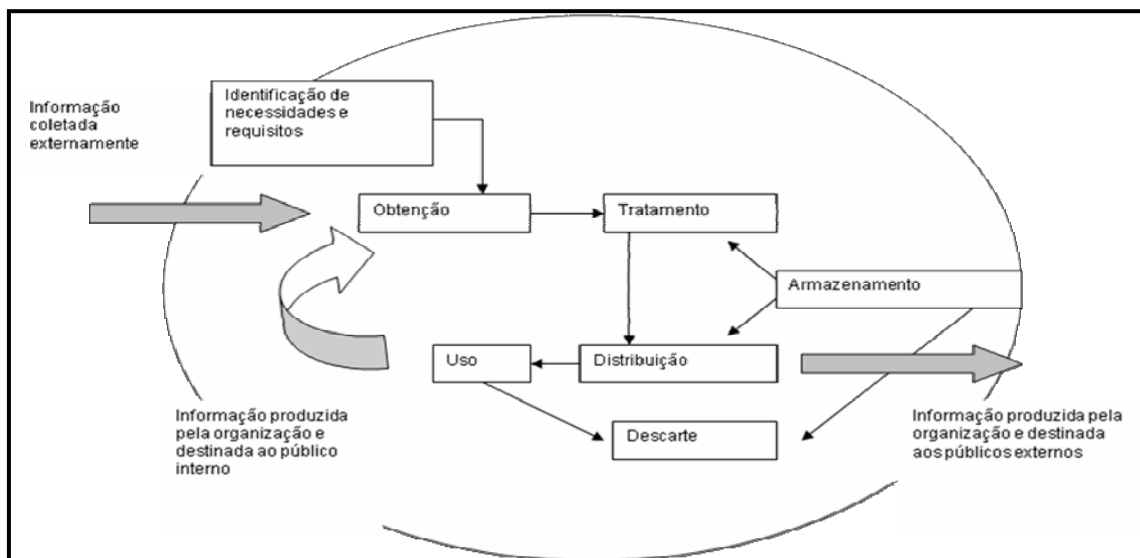 Informação
coletada
externamente
Identificação de
necessidades e
requisitos
Obtenção
Tratamento
Armazenamento
Uso
Distribuição
Descarte
Informação produzida
pela organização e
destinada ao público
interno
Informação produzida pela
organização e destinada
aos públicos externos